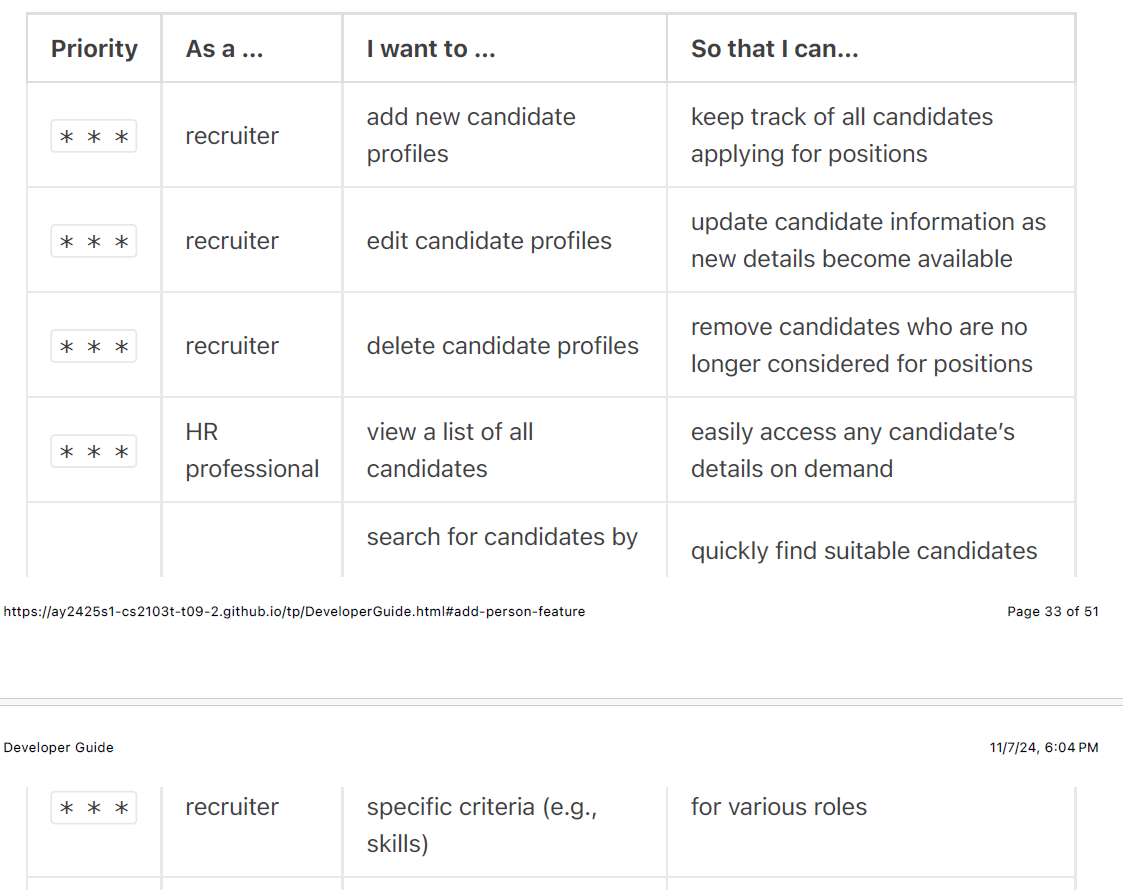 Priority As a ... I want to ... So that I can...
* * * recruiter add new candidate profiles keep track of all candidates applying for positions
* * * recruiter edit candidate profiles update candidate information as new details become available
* * * recruiter delete candidate profiles remove candidates who are no longer considered for positions
* * * HR professional view a list of all candidates easily access any candidate’s details on demand
search for candidates by quickly find suitable candidates
https://ay2425s1-cs2103t-t09-2.github.io/tp/DeveloperGuide.html#add-person-feature Page 33 of 51
Developer Guide 11/7/24, 6:04 PM
* * * recruiter specific criteria (e.g., skills) for various roles